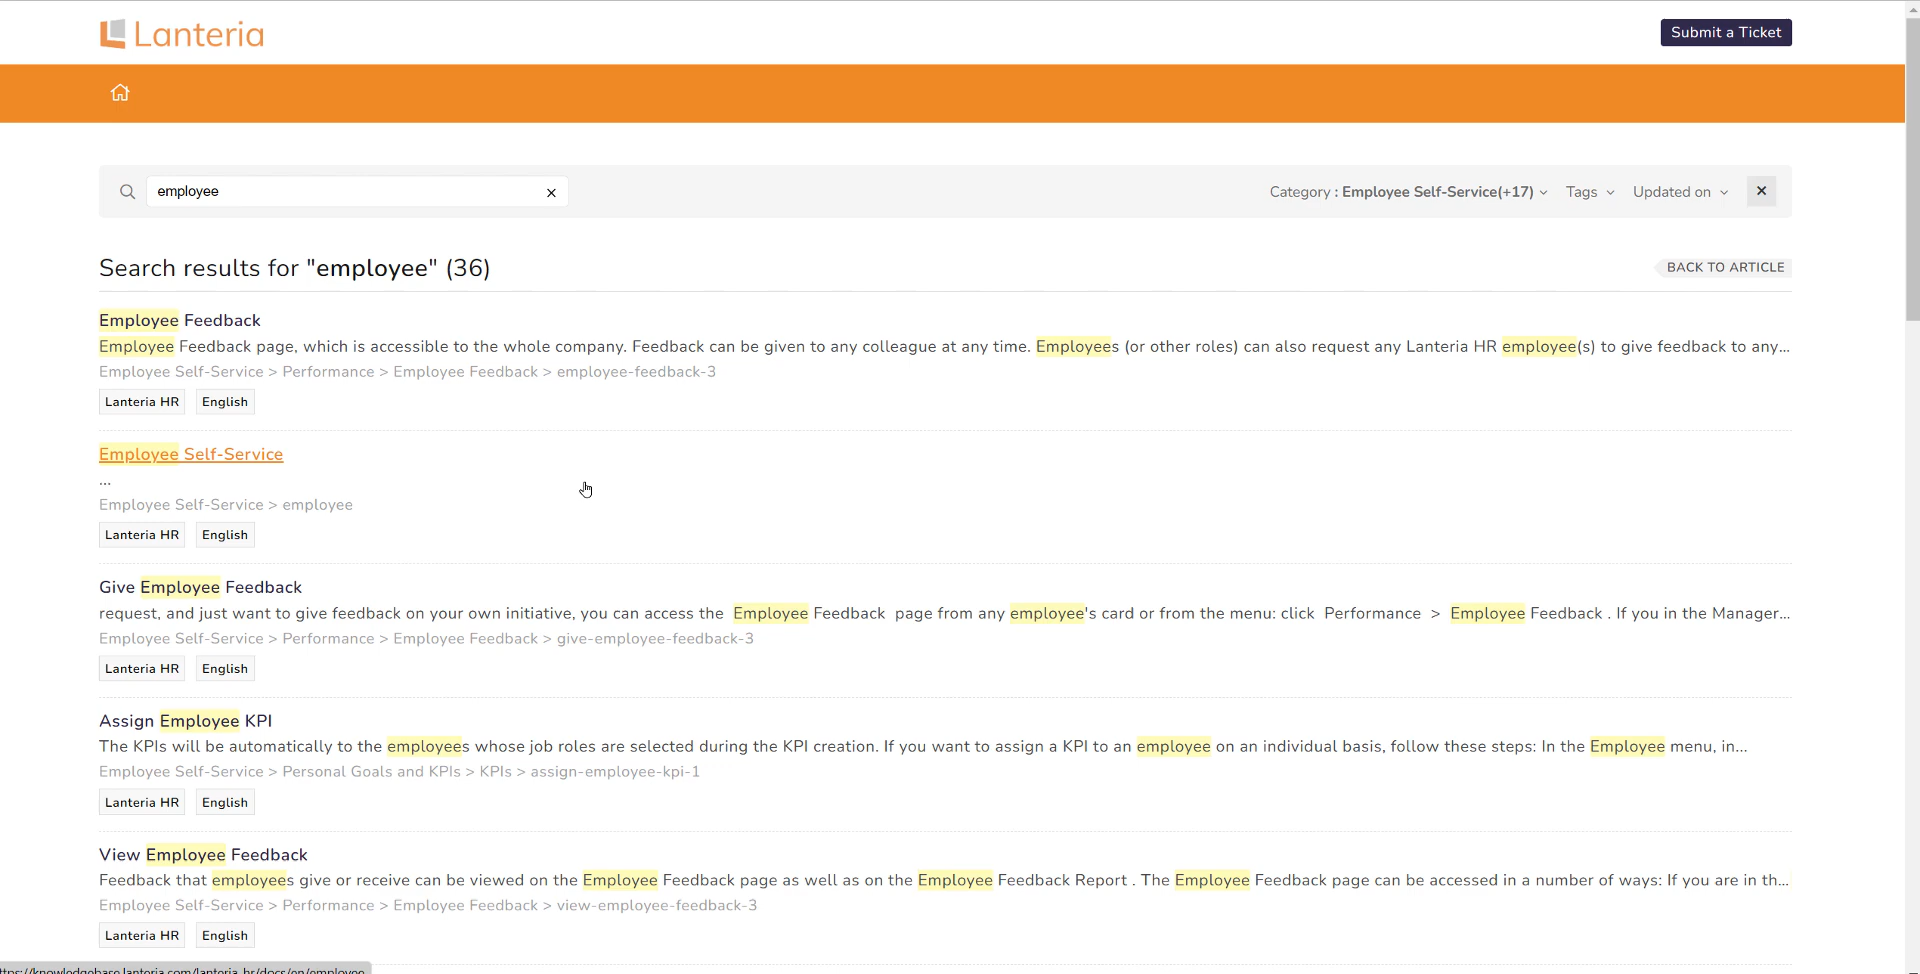 Lanteria
Submit a Ticket
employee
Category : Employee Self-Service(+17)
Tags
Updated on
Search results for "employee" (36)
BACK TO ARTICLE
Employee Feedback
Employee Feedback page, which is accessible to the whole company. Feedback can be given to any colleague at any time. Employees (or other roles) can also request any Lanteria HR employee(s) to give feedback to any...
Employee Self-Service > Performance > Employee Feedback > employee-feedback-3
Lanteria HR English
Employee Self-Service
...
Employee Self-Service > employee
Lanteria HR English
Give Employee Feedback
request, and just want to give feedback on your own initiative, you can access the Employee Feedback page from any employee's card or from the menu: click Performance > Employee Feedback . If you in the Manager...
Employee Self-Service > Performance > Employee Feedback > give-employee-feedback-3
Lanteria HR English
Assign Employee KPI
The KPIs will be automatically to the employees whose job roles are selected during the KPI creation. If you want to assign a KPI to an employee on an individual basis, follow these steps: In the Employee menu, in...
Employee Self-Service > Personal Goals and KPIs > KPIs > assign-employee-kpi-1
Lanteria HR English
View Employee Feedback
Feedback that employees give or receive can be viewed on the Employee Feedback page as well as on the Employee Feedback Report . The Employee Feedback page can be accessed in a number of ways: If you are in th...
Employee Self-Service > Performance > Employee Feedback > view-employee-feedback-3
Lanteria HR English
ttps://knowledgebase.lanteria.com/lanteria_hr/docs/en/employee